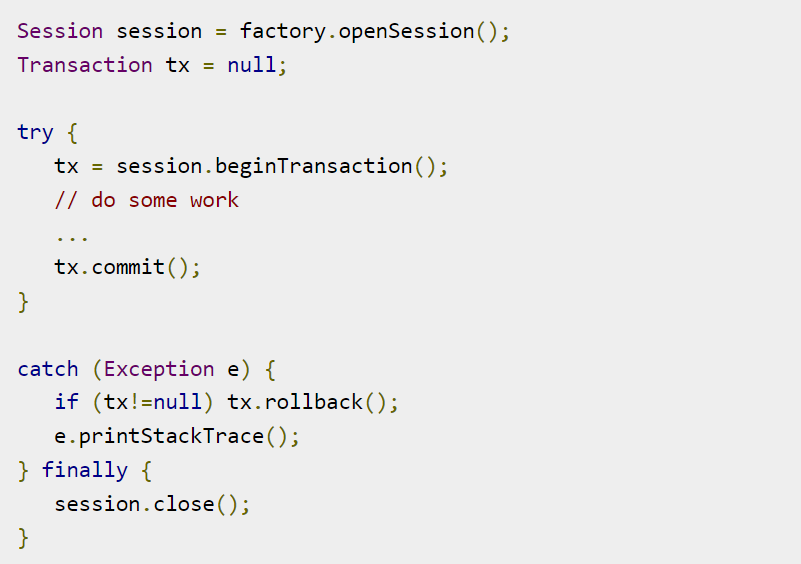 Session session = factory.openSession();
Transaction tx = null;

try {
   tx = session.beginTransaction();
   // do some work
   ...
   tx.commit();
}

catch (Exception e) {
   if (tx!=null) tx.rollback();
   e.printStackTrace();
} finally {
   session.close();
}